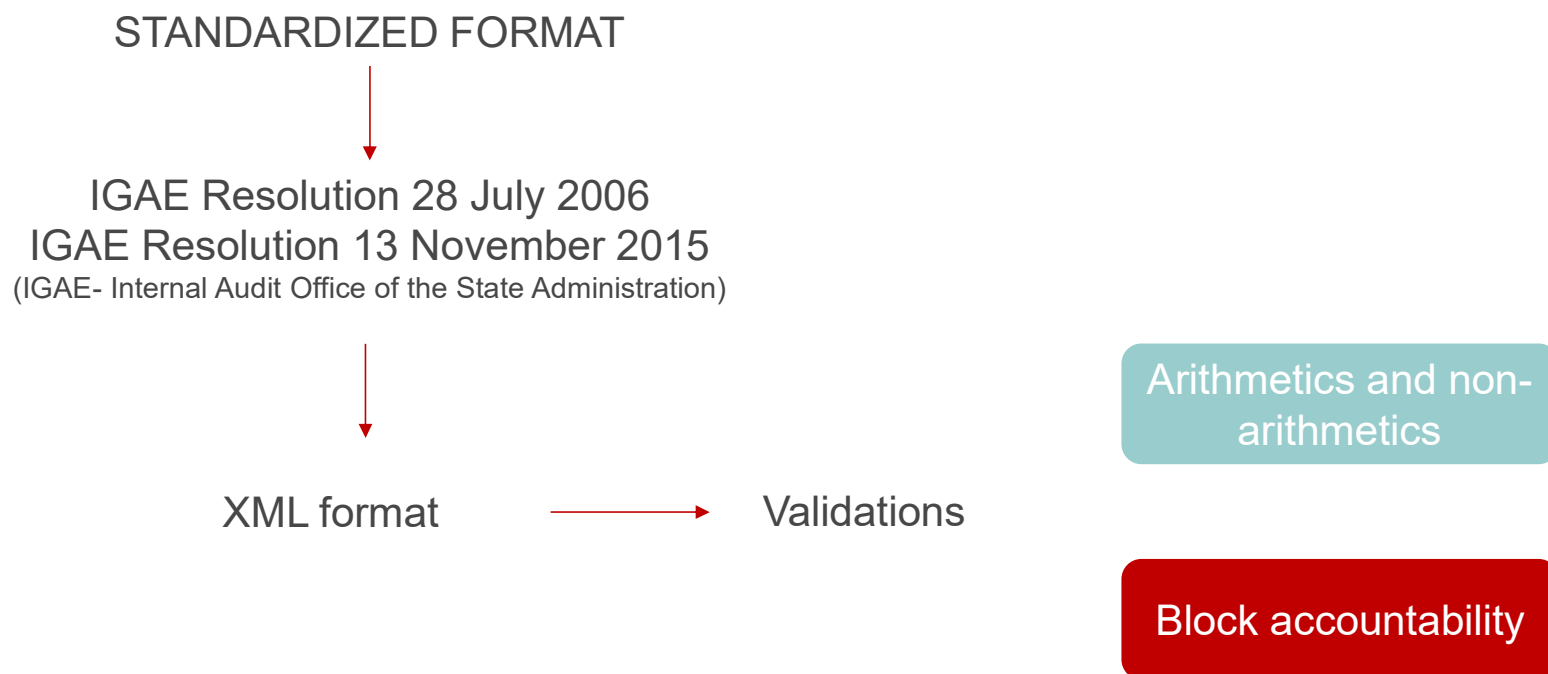 STANDARDIZED FORMAT
IGAE Resolution 28 July 2006
IGAE Resolution 13 November 2015
(IGAE- Internal Audit Office of the State Administration)
XML format
Validations
Arithmetics and non-
arithmetics
Block accountability